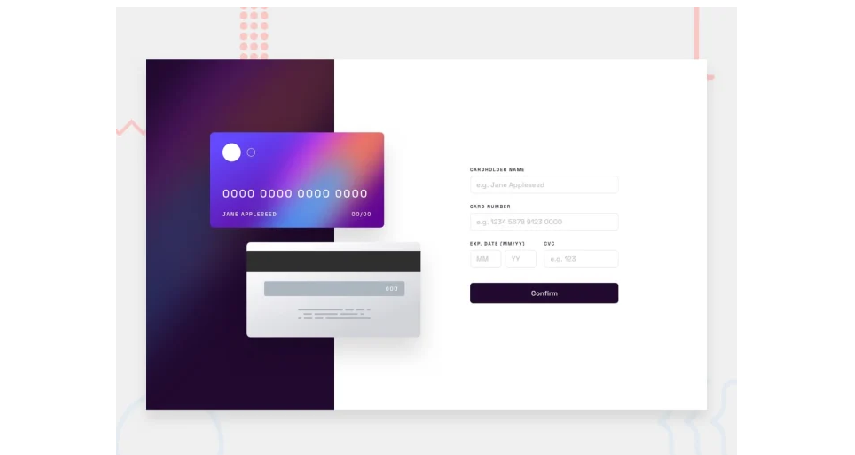 0000 0000 0000 0000
JANE APPLESEED
00/00
000
CARDHOLDER NAME
e.g. Jane Appleseed
CARD NUMBER
e.g. 1234 5678 9123 0000
EXP. DATE (MM/YY) CVC
MM YY e.g. 123
Confirm